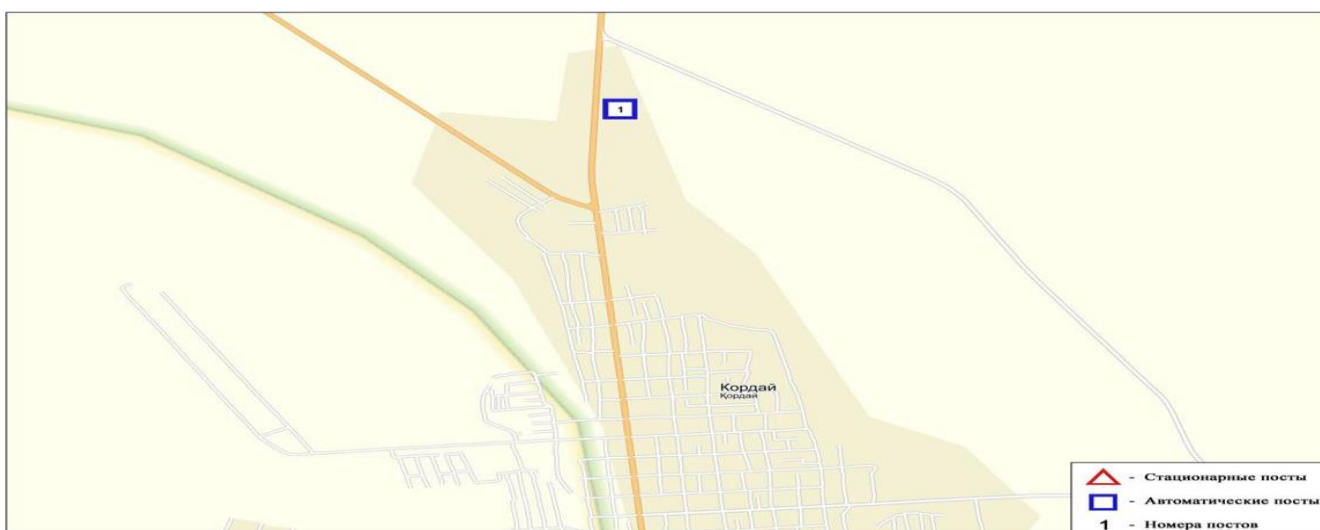 1
Кордай
Қордай
- Стационарные посты
- Автоматические посты
1 - Номера постов